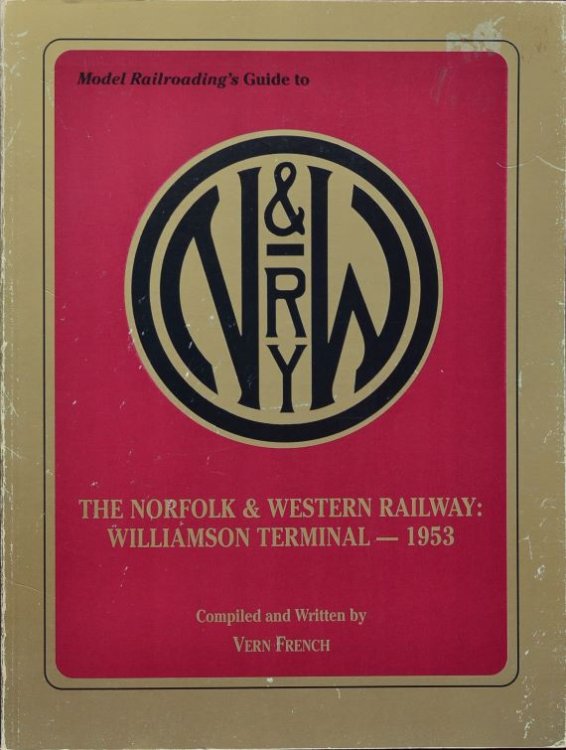 Model Railroading's Guide to
N&W
RY
THE NORFOLK & WESTERN RAILWAY:
WILLIAMSON TERMINAL — 1953
Compiled and Written by
VERN FRENCH